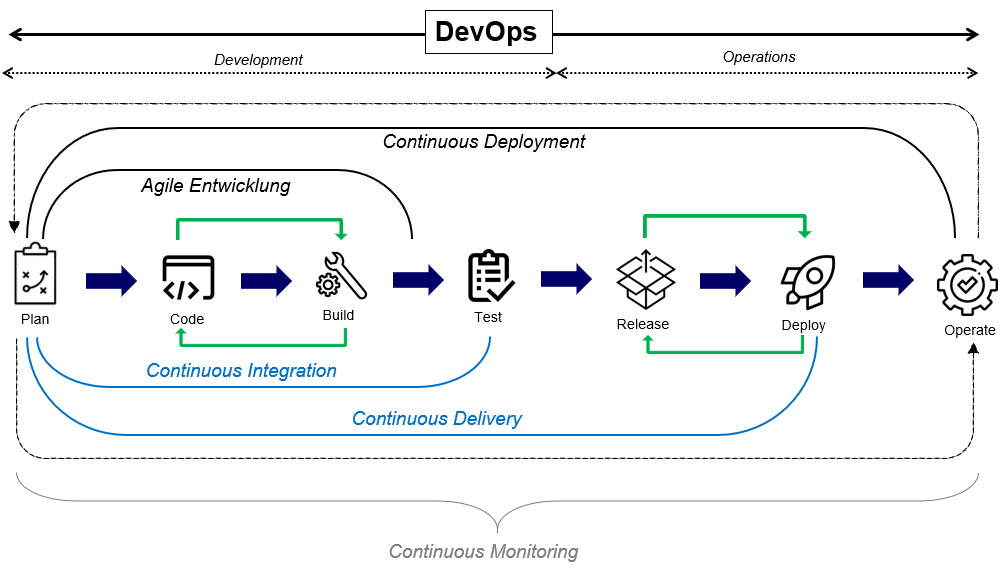 DevOps
Development
Operations
Continuous Deployment
Agile Entwicklung
Plan
Code
Build
Test
Release
Deploy
Operate
Continuous Integration
Continuous Delivery
Continuous Monitoring